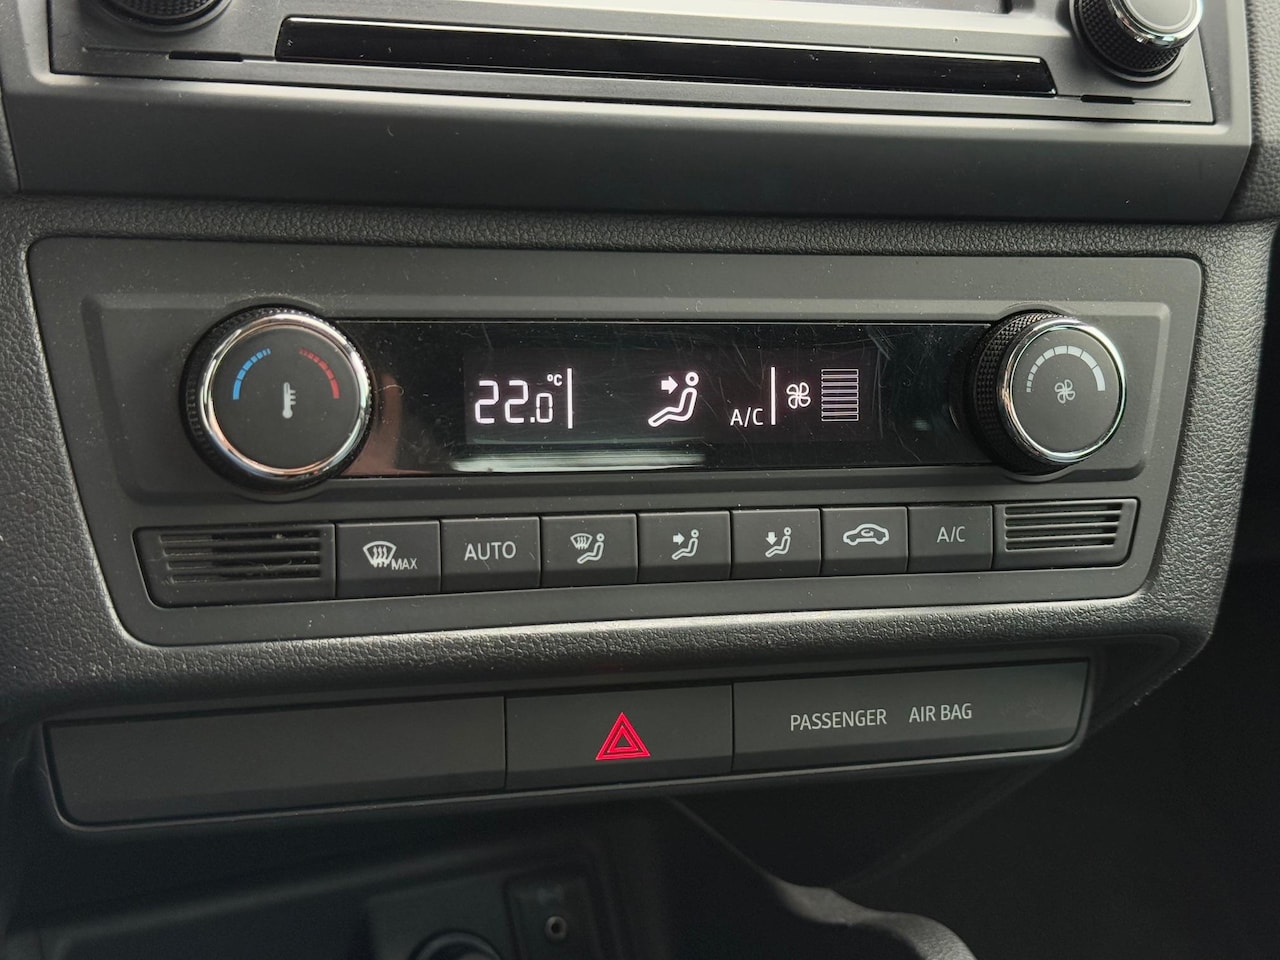 22.0 °C
A/C
MAX
AUTO
A/C
PASSENGER AIR BAG